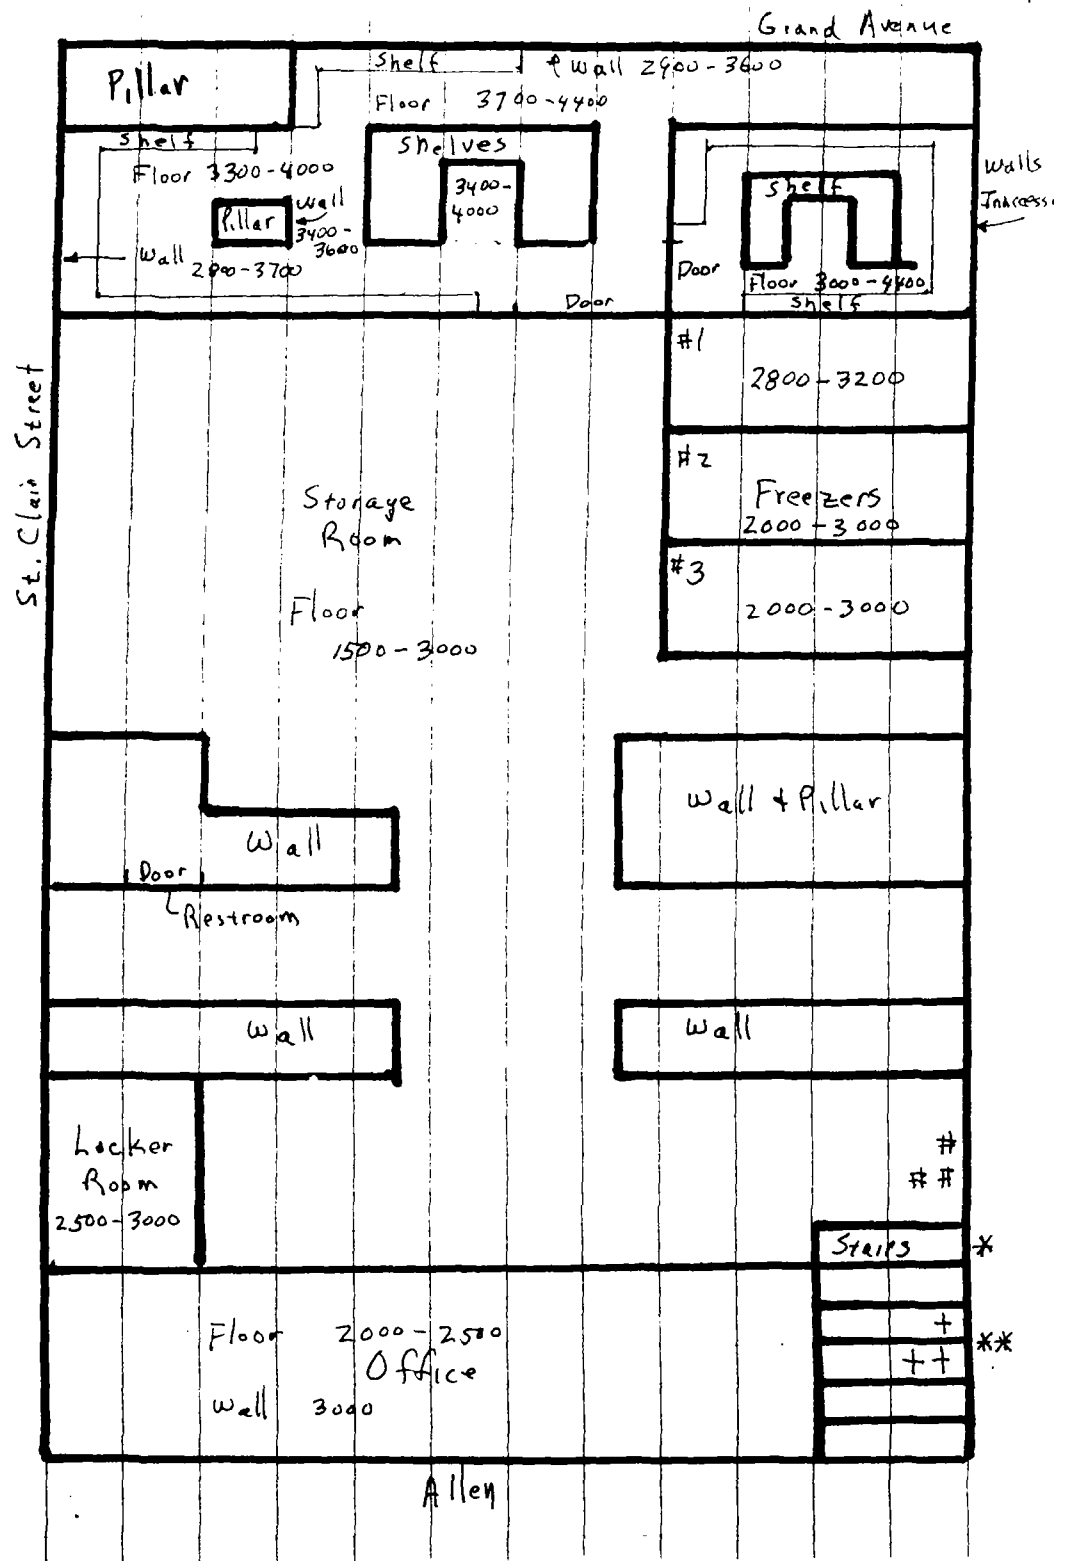 Grand Avenue
Pillar
Shelf
Wall 2900-3600
Floor 3700-4400
Shelf
Floor 3300-4000
Shelves
3400-
4000
Pillar
Wall
3400-
3600
Wall
2800-3700
Door
Door
Shelf
Floor 3000-4400
Shelf
Walls
Inaccessi
St. Clair Street
#1
2800-3200
#2
Freezers
2000-3000
#3
2000-3000
Storage
Room
Floor
1500-3000
Wall
Door
Restroom
Wall & Pillar
Wall
Wall
Locker
Room
2500-3000
#
##
Stairs
*
+
**
++
Floor 2000-2500
Office
Wall 3000
Allen